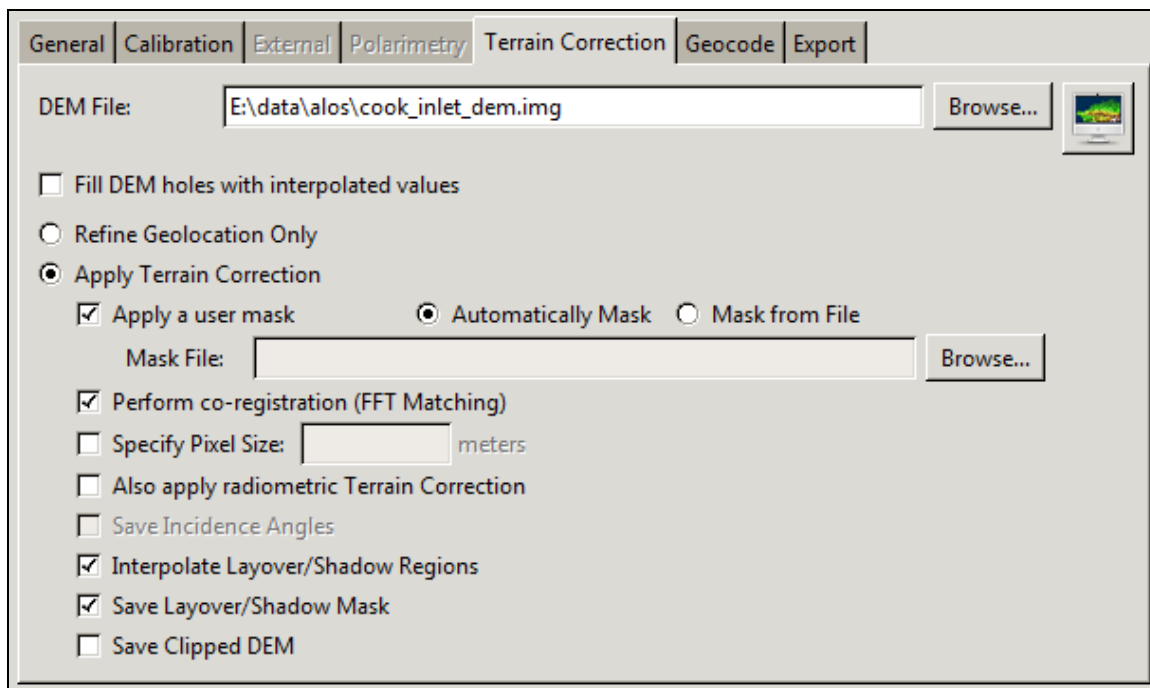 General Calibration External Polarimetry Terrain Correction Geocode Export
DEM File: E:\data\alos\cook_inlet_dem.img Browse...
Fill DEM holes with interpolated values
Refine Geolocation Only
Apply Terrain Correction
Apply a user mask Automatically Mask Mask from File
Mask File: Browse...
Perform co-registration (FFT Matching)
Specify Pixel Size: meters
Also apply radiometric Terrain Correction
Save Incidence Angles
Interpolate Layover/Shadow Regions
Save Layover/Shadow Mask
Save Clipped DEM